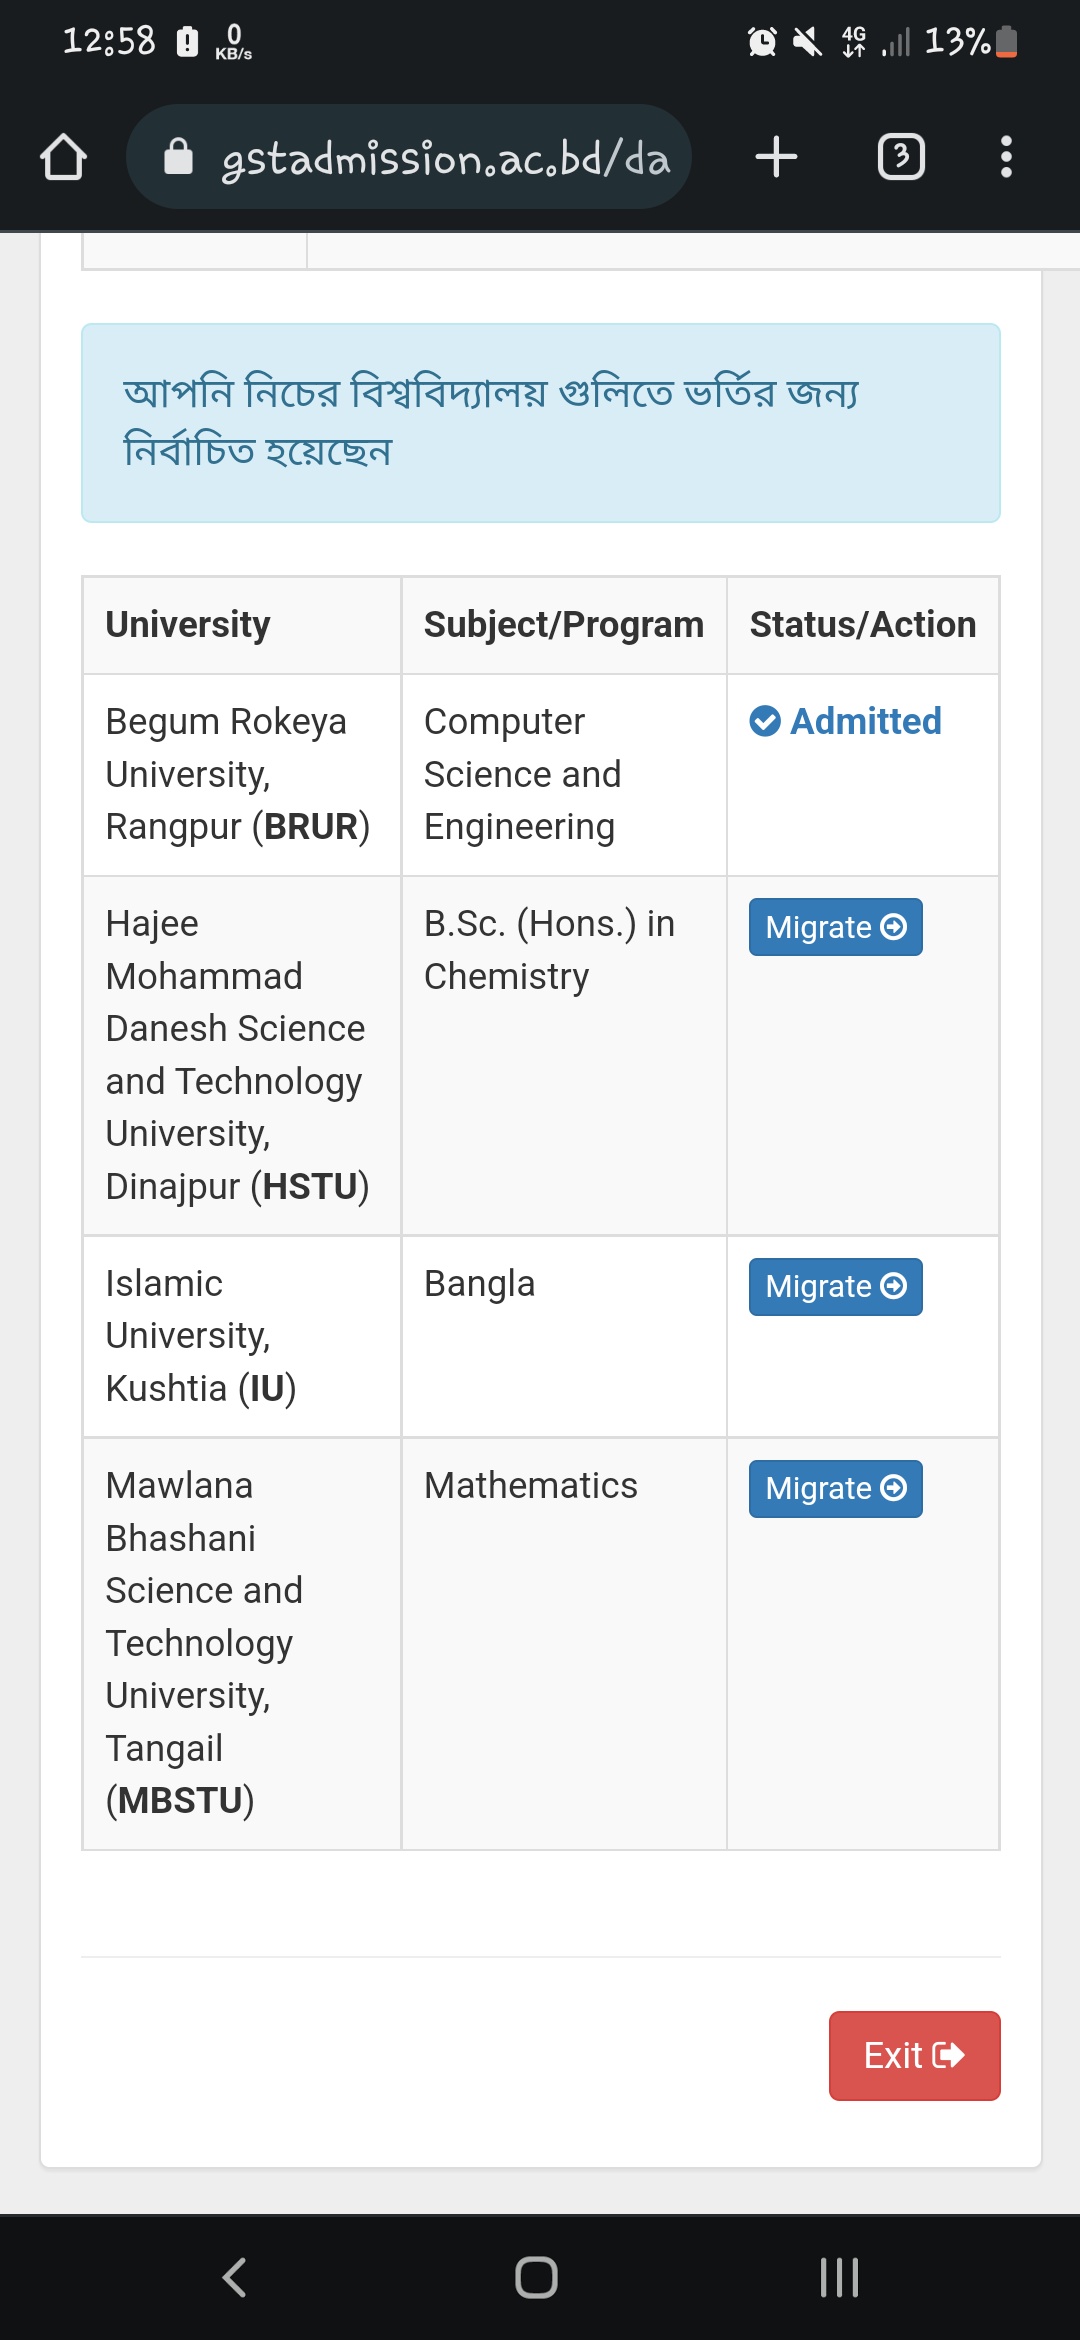 12:58 0 KB/s 4G 13%
gstadmission.ac.bd/da 3
আপনি নিচের বিশ্ববিদ্যালয় গুলিতে ভর্তির জন্য
নির্বাচিত হয়েছেন
University Subject/Program Status/Action
Begum Rokeya Computer Admitted
University, Science and
Rangpur (BRUR) Engineering
Hajee B.Sc. (Hons.) in Migrate
Mohammad Chemistry
Danesh Science
and Technology
University,
Dinajpur (HSTU)
Islamic Bangla Migrate
University,
Kushtia (IU)
Mawlana Mathematics Migrate
Bhashani
Science and
Technology
University,
Tangail
(MBSTU)
Exit